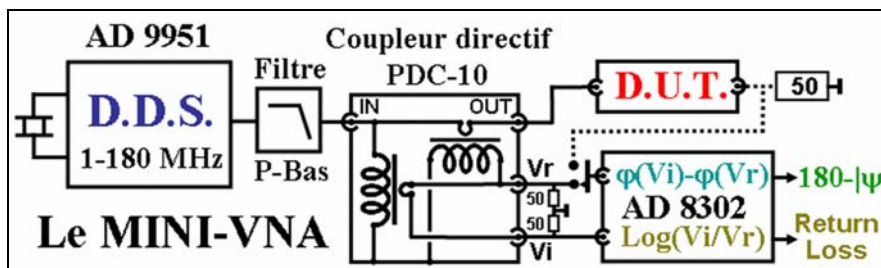 AD 9951
D.D.S.
1-180 MHz
Filtre
P-Bas
Coupleur directif
PDC-10
IN
OUT
Vr
50
50
Vi
D.U.T.
50
φ(Vi)-φ(Vr)
AD 8302
Log(Vi/Vr)
180-|ψ
Return
Loss
Le MINI-VNA